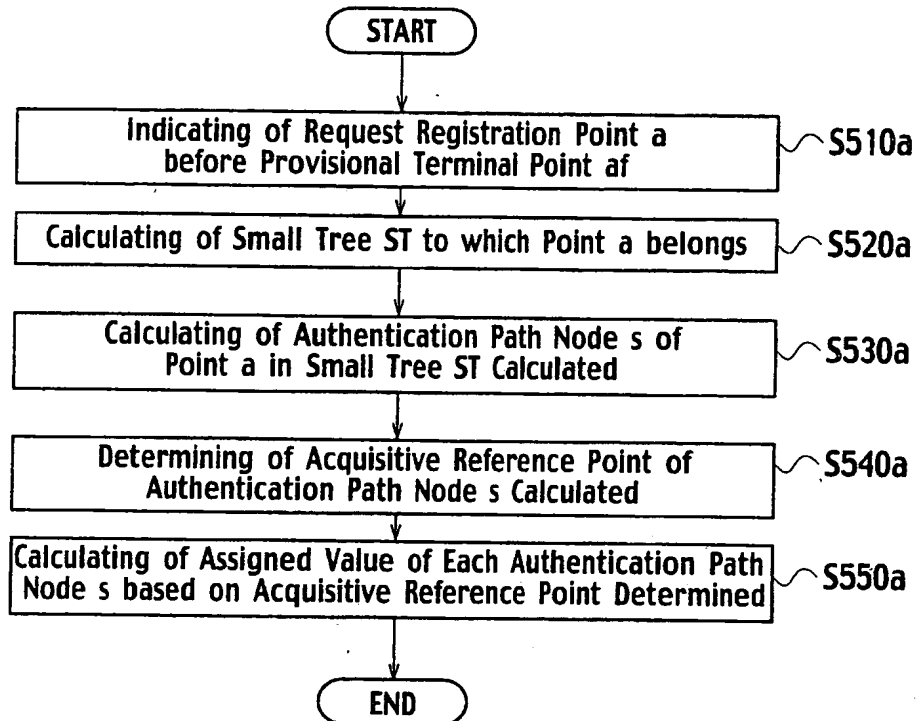 START
Indicating of Request Registration Point a
before Provisional Terminal Point af
S510a
Calculating of Small Tree ST to which Point a belongs
S520a
Calculating of Authentication Path Node s of
Point a in Small Tree ST Calculated
S530a
Determining of Acquisitive Reference Point of
Authentication Path Node s Calculated
S540a
Calculating of Assigned Value of Each Authentication Path
Node s based on Acquisitive Reference Point Determined
S550a
END